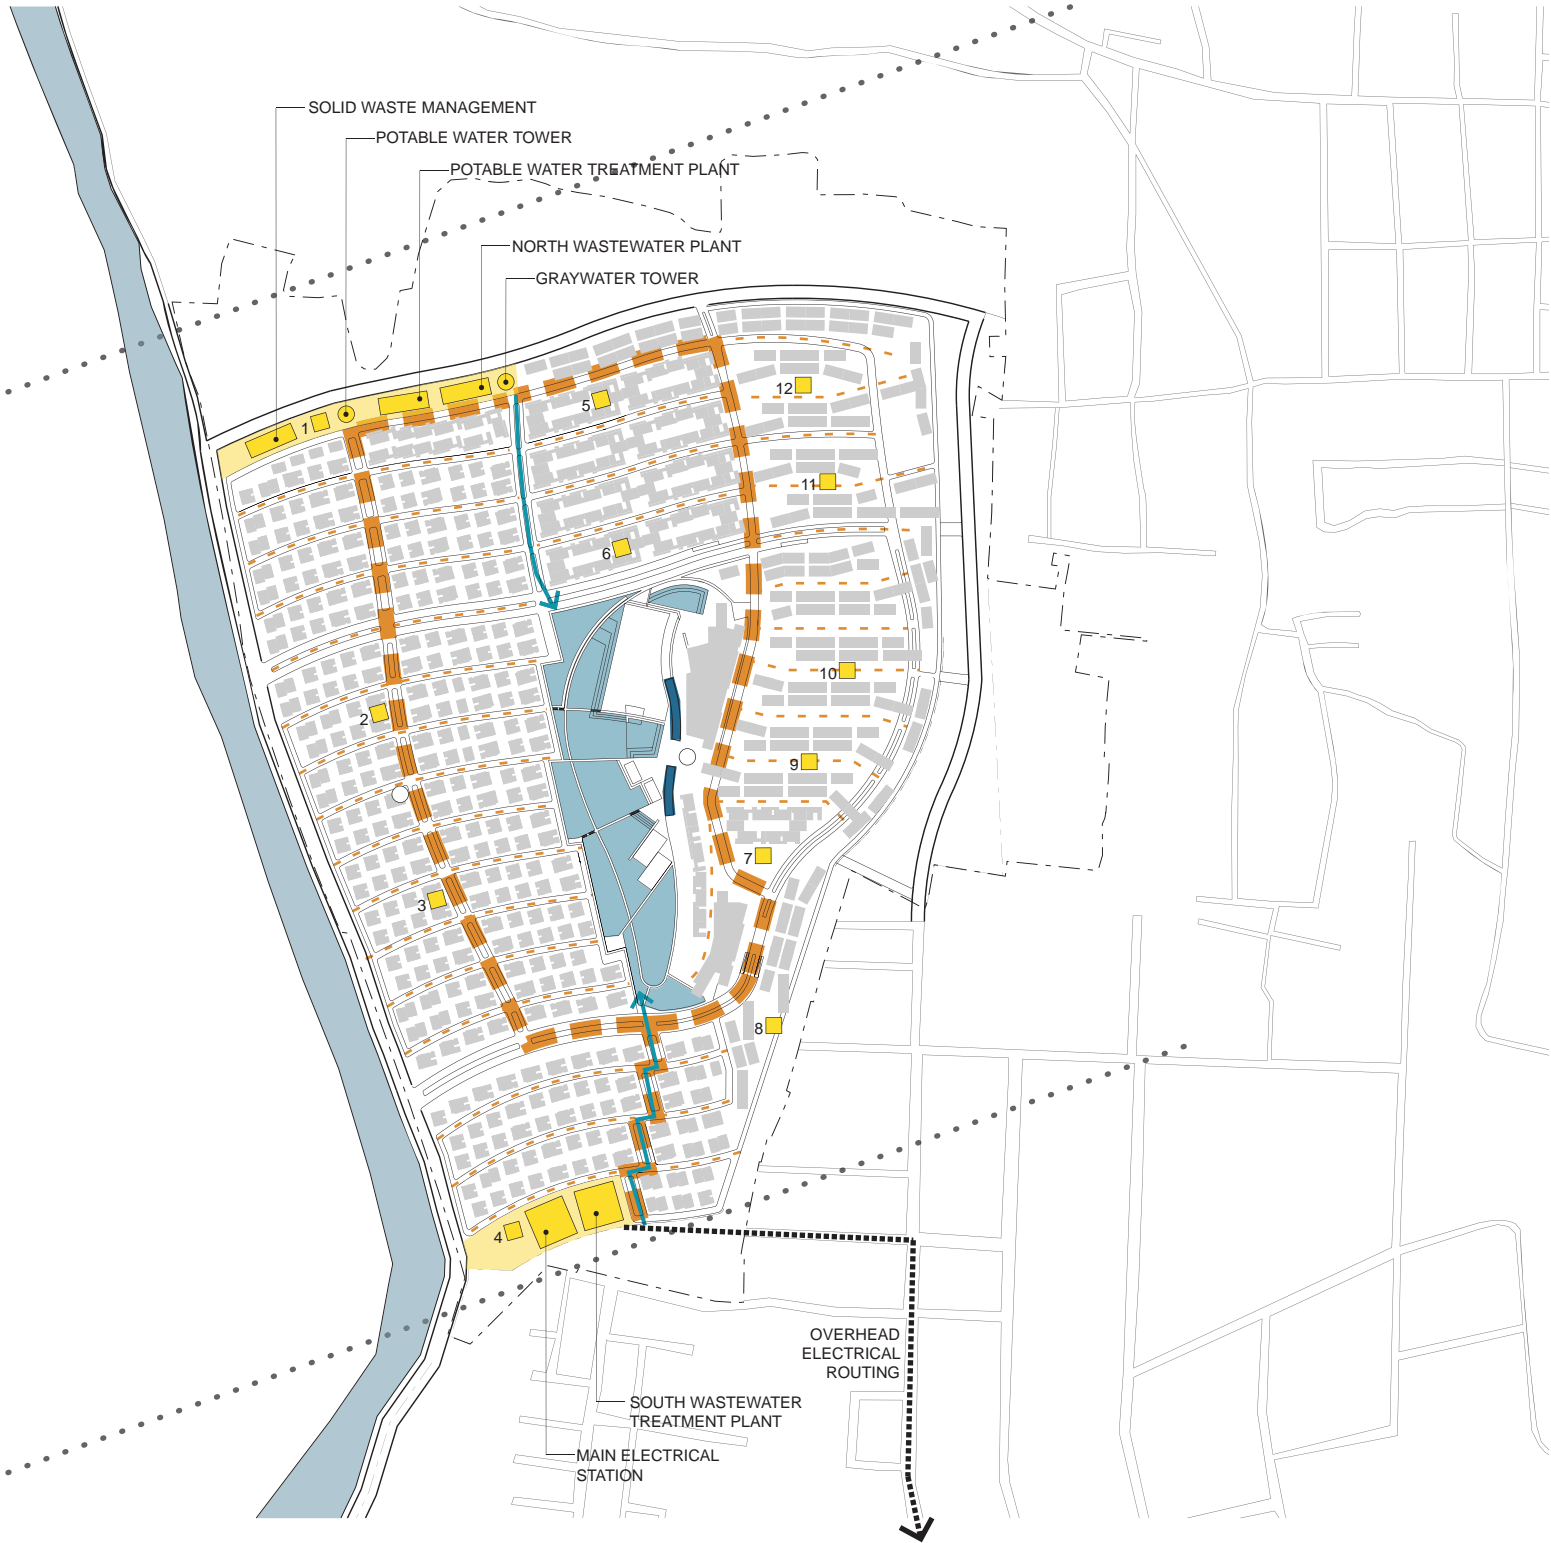 SOLID WASTE MANAGEMENT
POTABLE WATER TOWER
POTABLE WATER TREATMENT PLANT
NORTH WASTEWATER PLANT
GRAYWATER TOWER
12
5
1
11
6
10
2
9
7
3
8
4
OVERHEAD
ELECTRICAL
ROUTING
SOUTH WASTEWATER
TREATMENT PLANT
MAIN ELECTRICAL
STATION